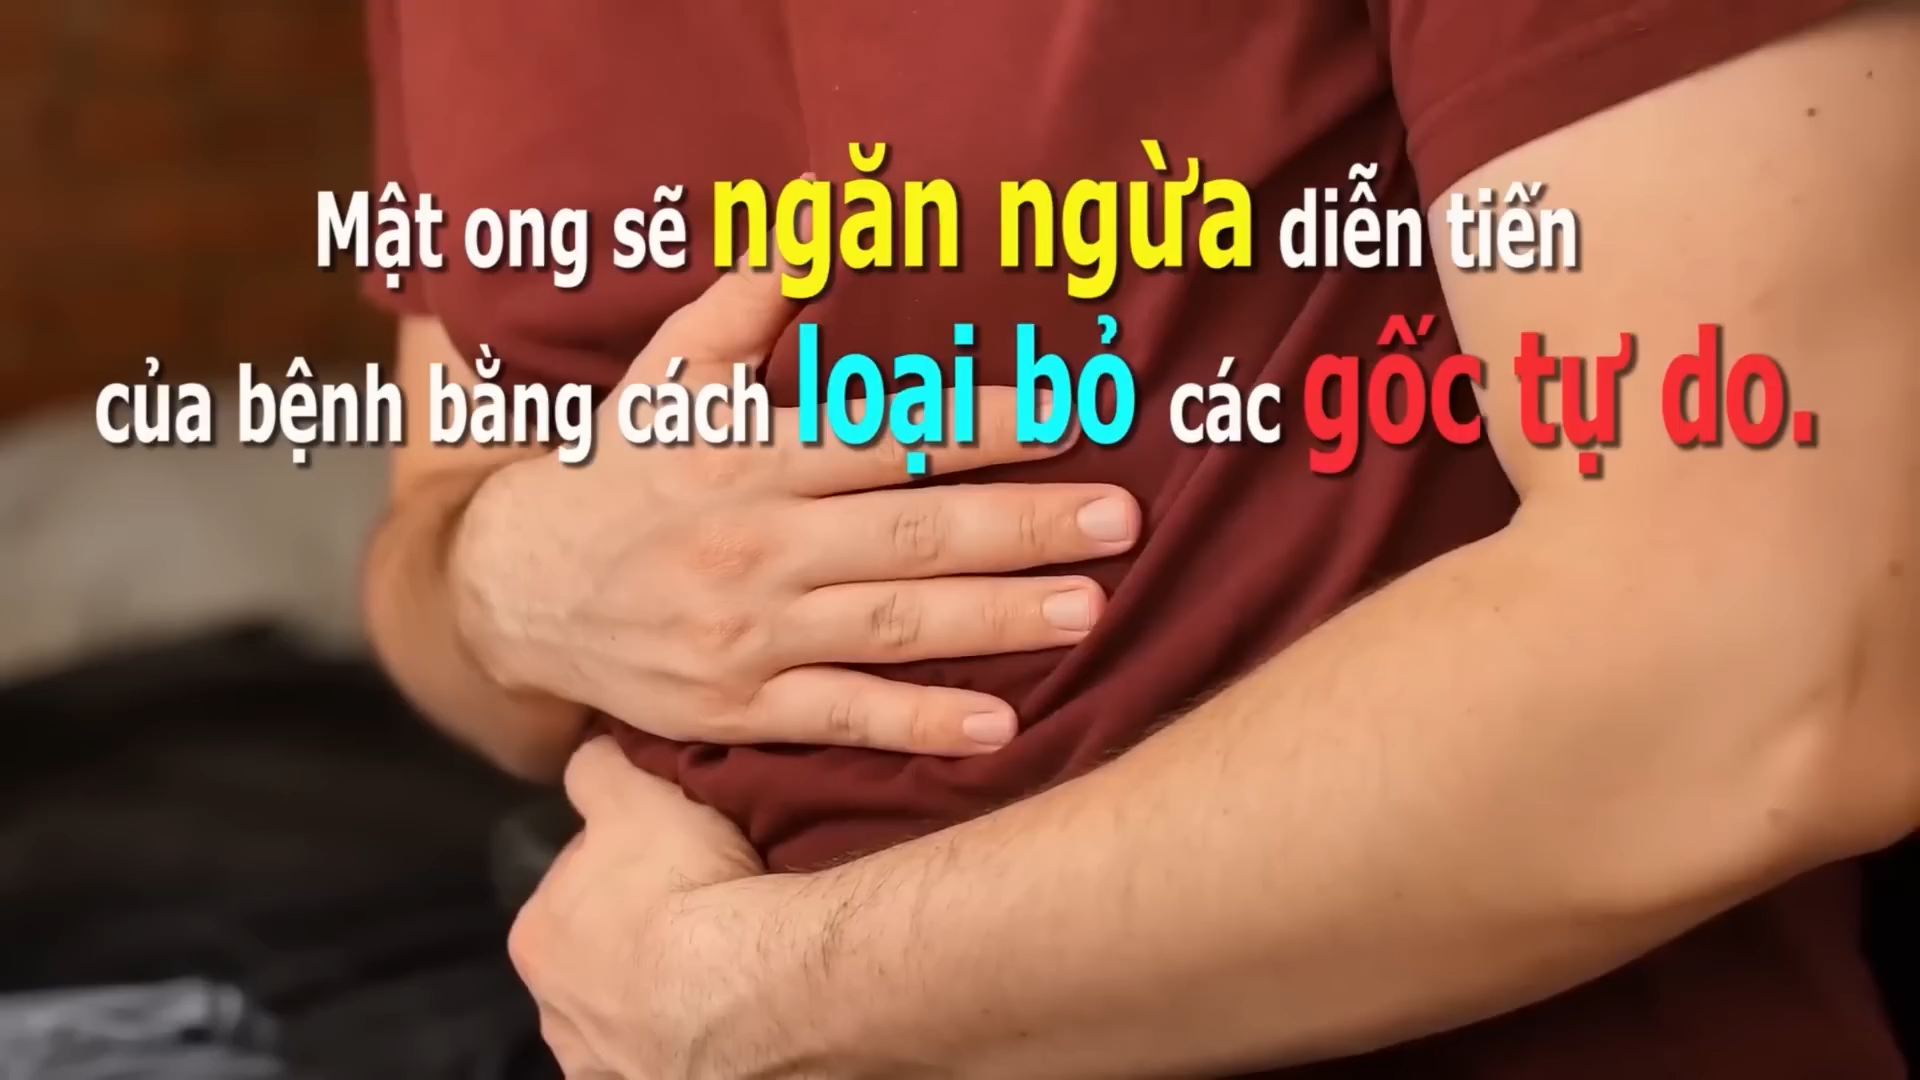 Mật ong sẽ ngăn ngừa diễn tiến
của bệnh bằng cách loại bỏ các gốc tự do.